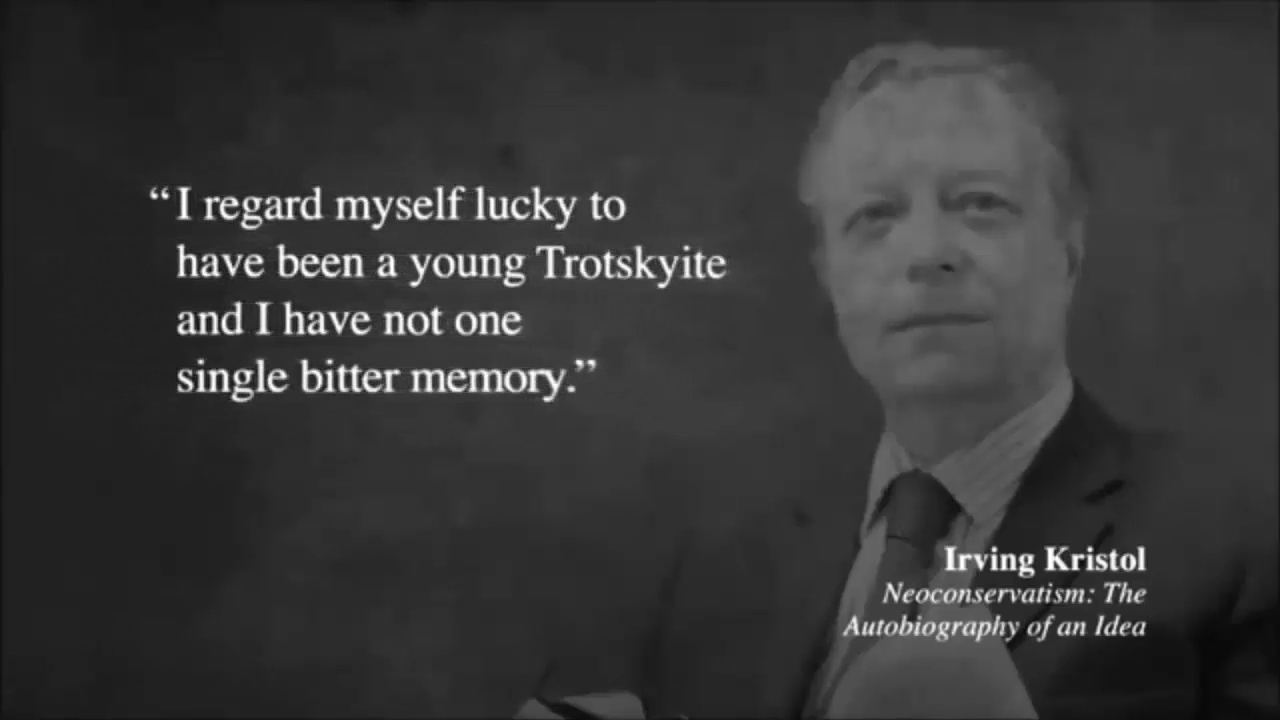 “I regard myself lucky to
have been a young Trotskyite
and I have not one
single bitter memory.”
Irving Kristol
Neoconservatism: The
Autobiography of an Idea